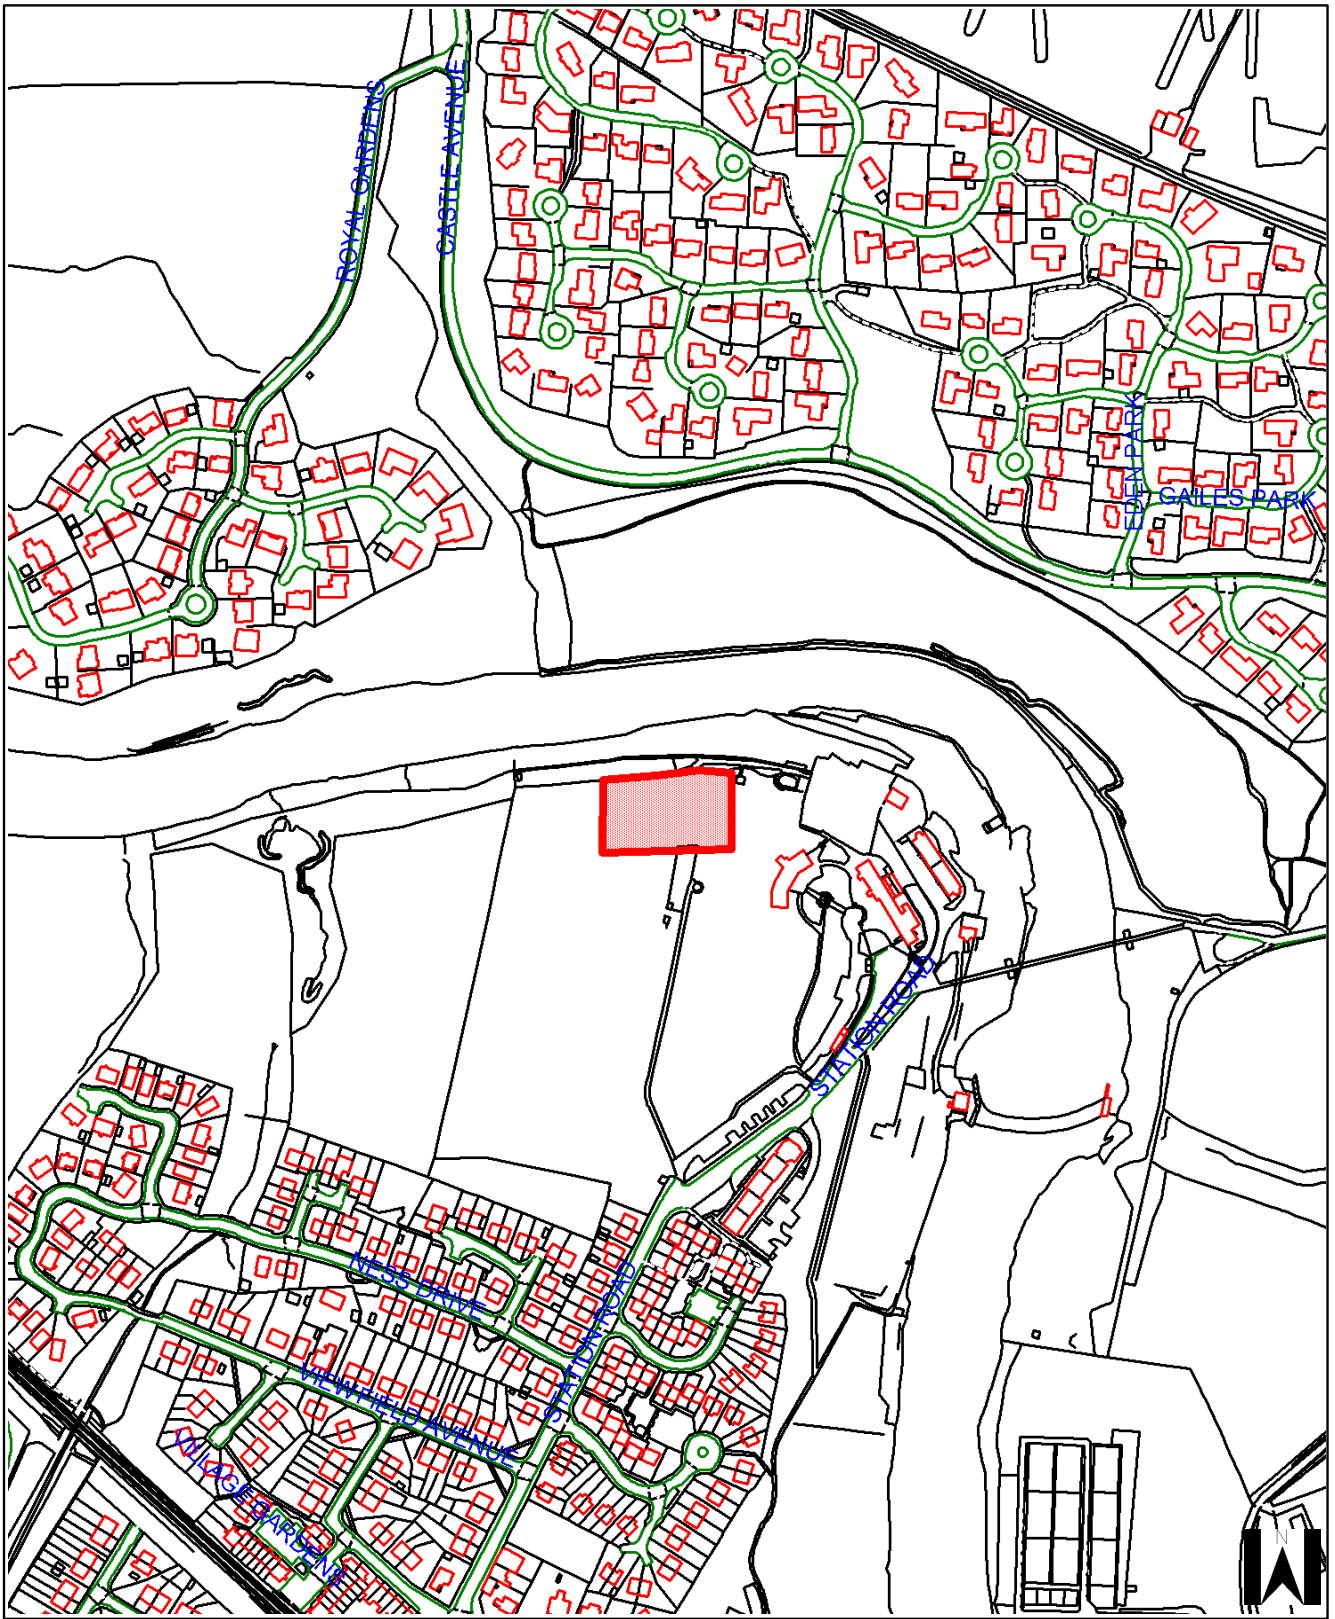 ROYAL GARDENS
CASTLE AVENUE
EDEN PARK
GAILES PARK
STATION ROAD
NESS DRIVE
STATION ROAD
VIEWFIELD AVENUE
VILLAGE GARDENS
N